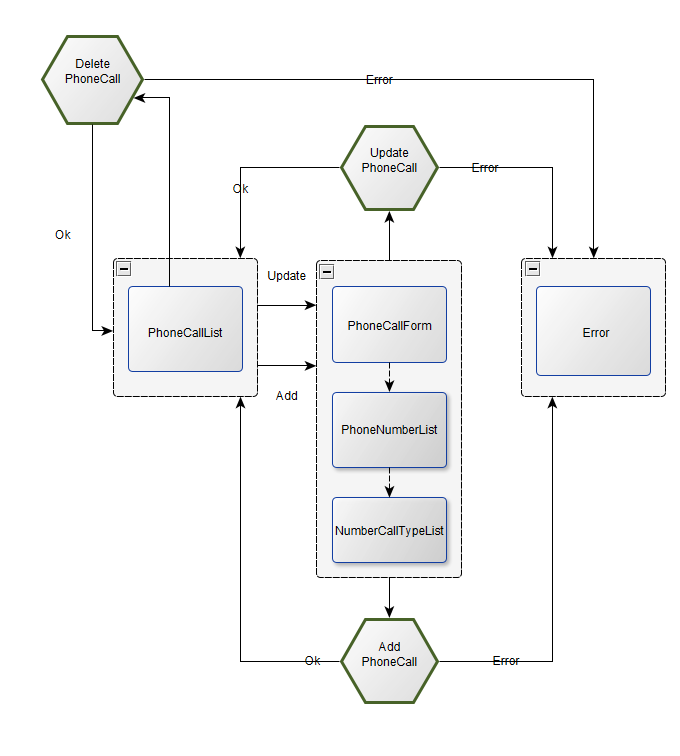 Delete
PhoneCall
Error
Update
PhoneCall
Error
Ok
Ok
Update
PhoneCallForm
PhoneCallList
Error
Add
PhoneNumberList
NumberCallTypeList
Add
PhoneCall
Ok
Error